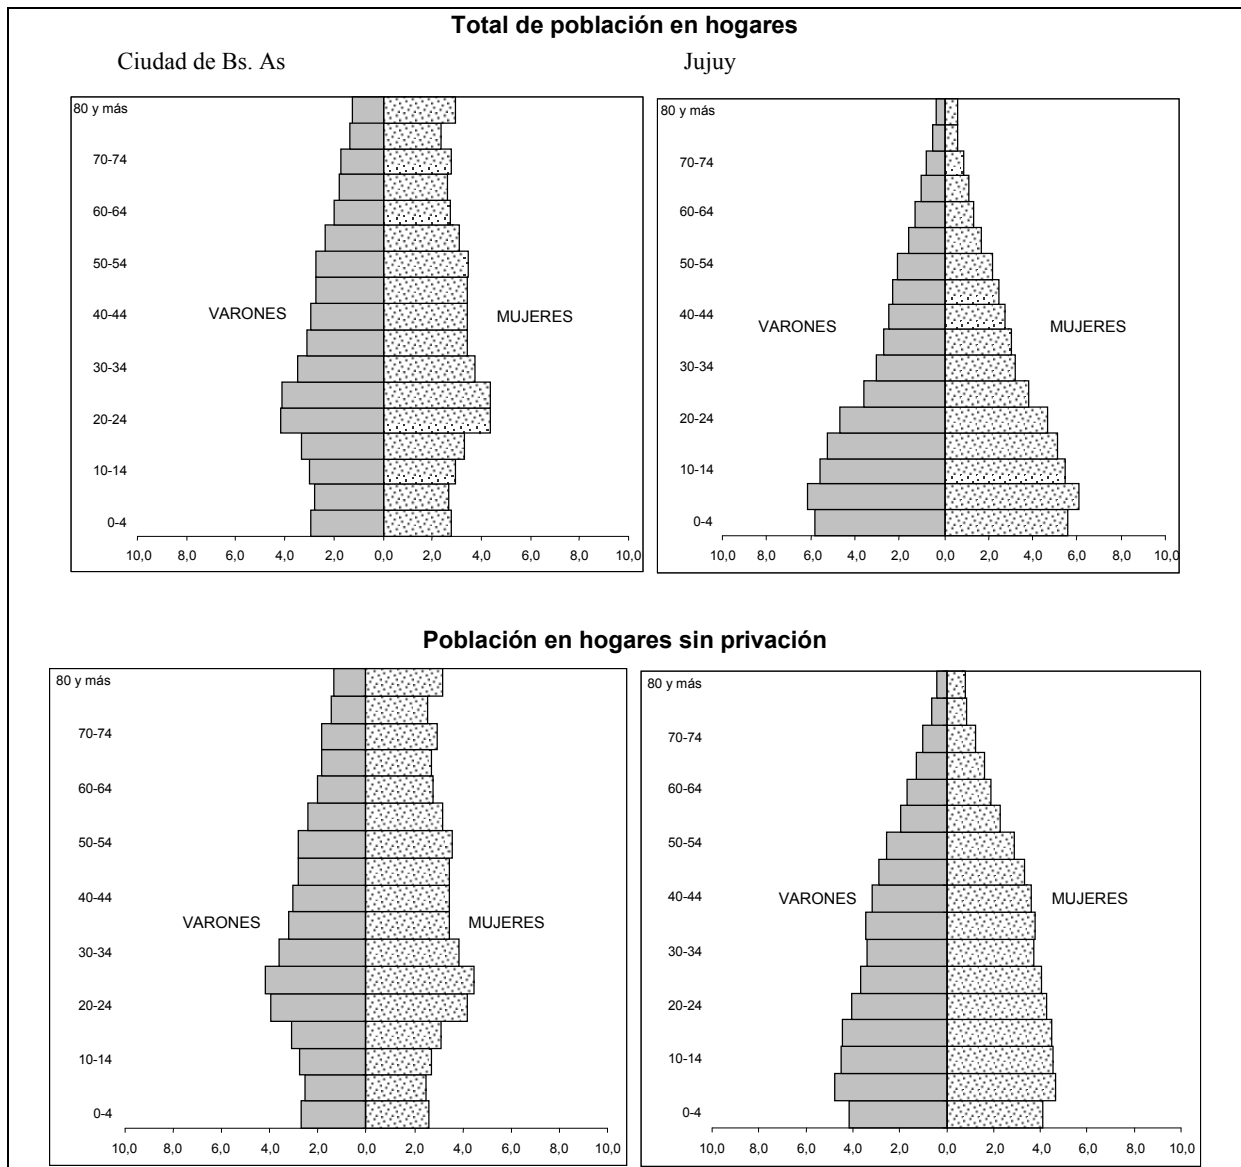 Total de población en hogares
Ciudad de Bs. As
Jujuy
80 y más
70-74
60-64
50-54
40-44
30-34
20-24
10-14
0-4
VARONES
MUJERES
10,0 8,0 6,0 4,0 2,0 0,0 2,0 4,0 6,0 8,0 10,0
80 y más
70-74
60-64
50-54
40-44
30-34
20-24
10-14
0-4
VARONES
MUJERES
10,0 8,0 6,0 4,0 2,0 0,0 2,0 4,0 6,0 8,0 10,0
Población en hogares sin privación
80 y más
70-74
60-64
50-54
40-44
30-34
20-24
10-14
0-4
VARONES
MUJERES
10,0 8,0 6,0 4,0 2,0 0,0 2,0 4,0 6,0 8,0 10,0
80 y más
70-74
60-64
50-54
40-44
30-34
20-24
10-14
0-4
VARONES
MUJERES
10,0 8,0 6,0 4,0 2,0 0,0 2,0 4,0 6,0 8,0 10,0